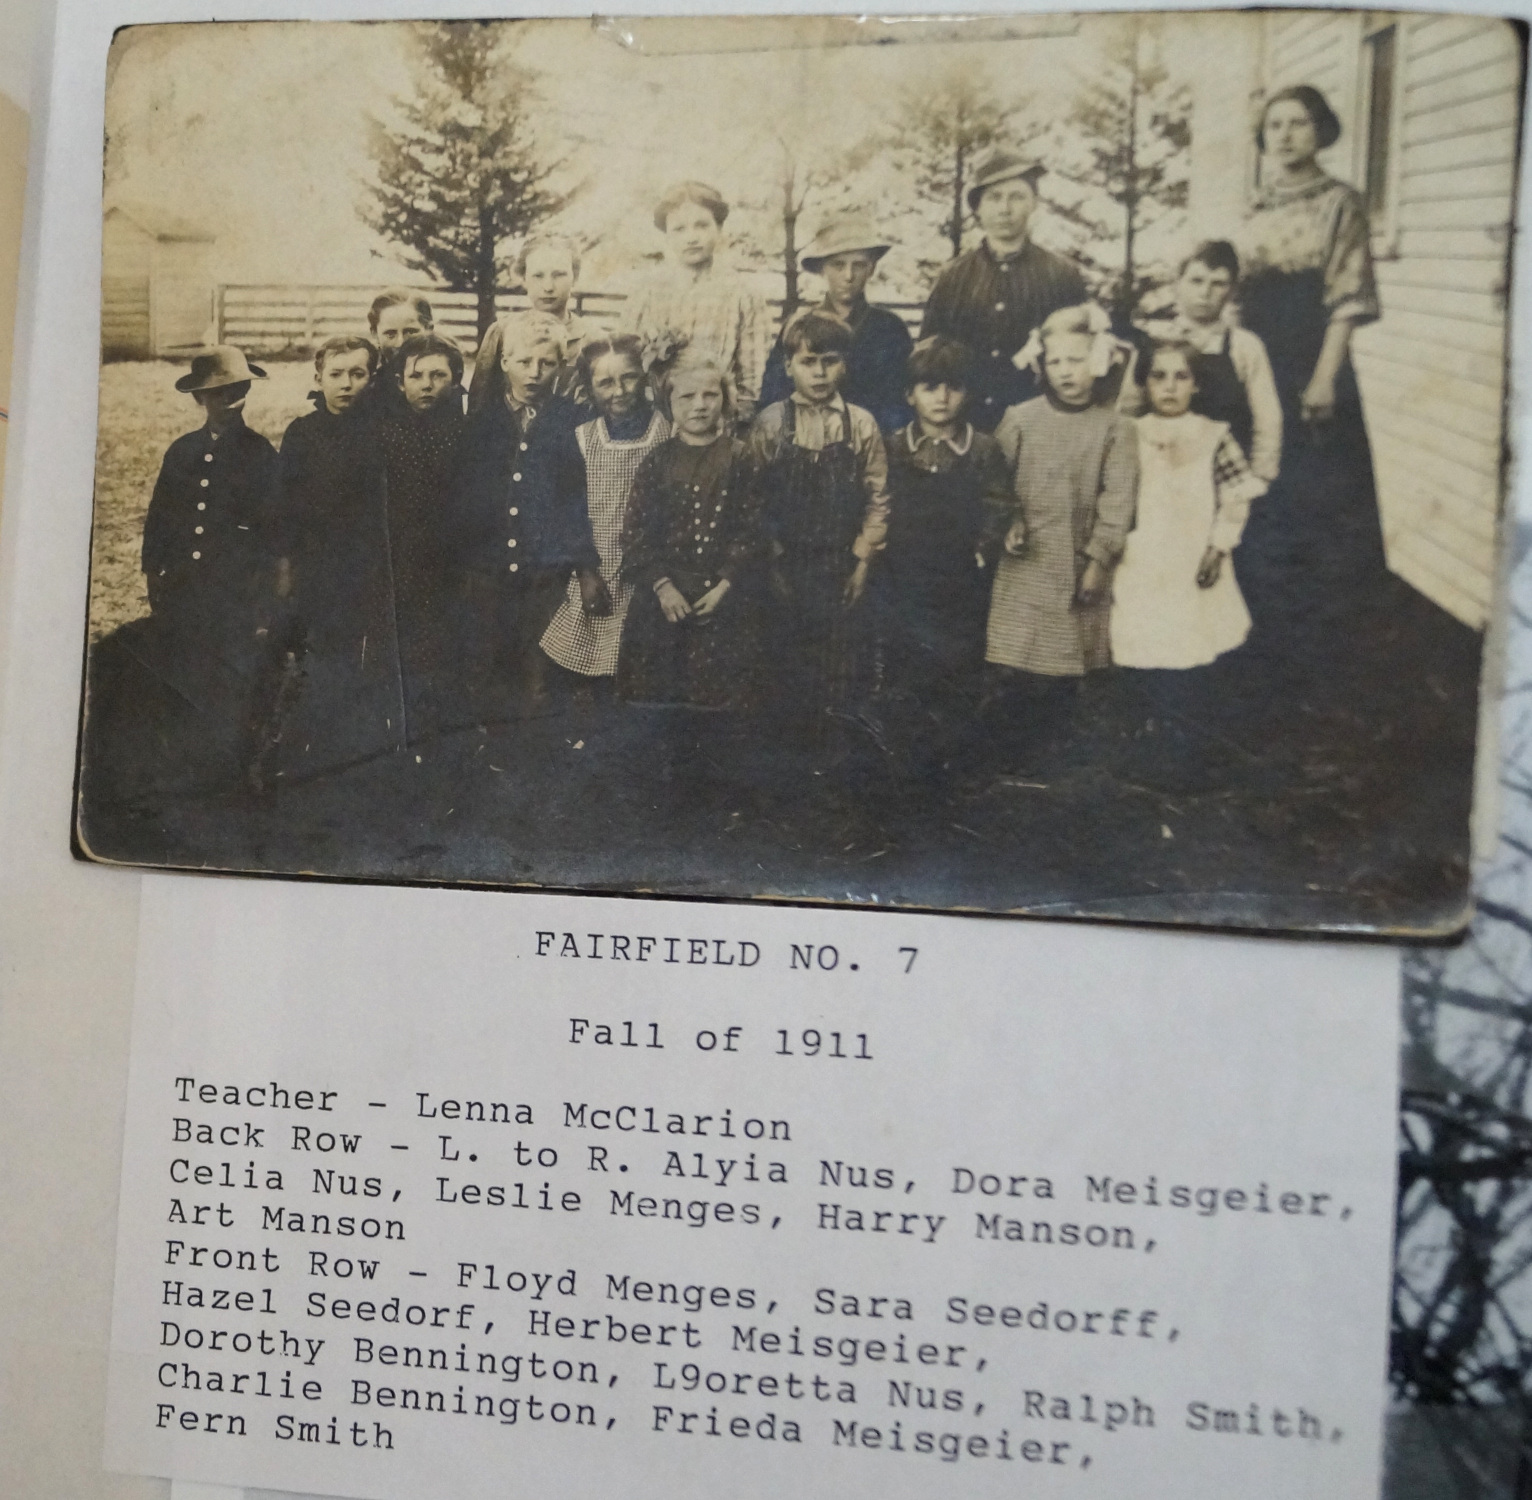 FAIRFIELD NO. 7
Fall of 1911
Teacher - Lenna McClarion
Back Row - L. to R. Alyia Nus, Dora Meisgeier,
Celia Nus, Leslie Menges, Harry Manson,
Art Manson
Front Row - Floyd Menges, Sara Seedorff,
Hazel Seedorf, Herbert Meisgeier,
Dorothy Bennington, L9oretta Nus, Ralph Smith,
Charlie Bennington, Frieda Meisgeier,
Fern Smith